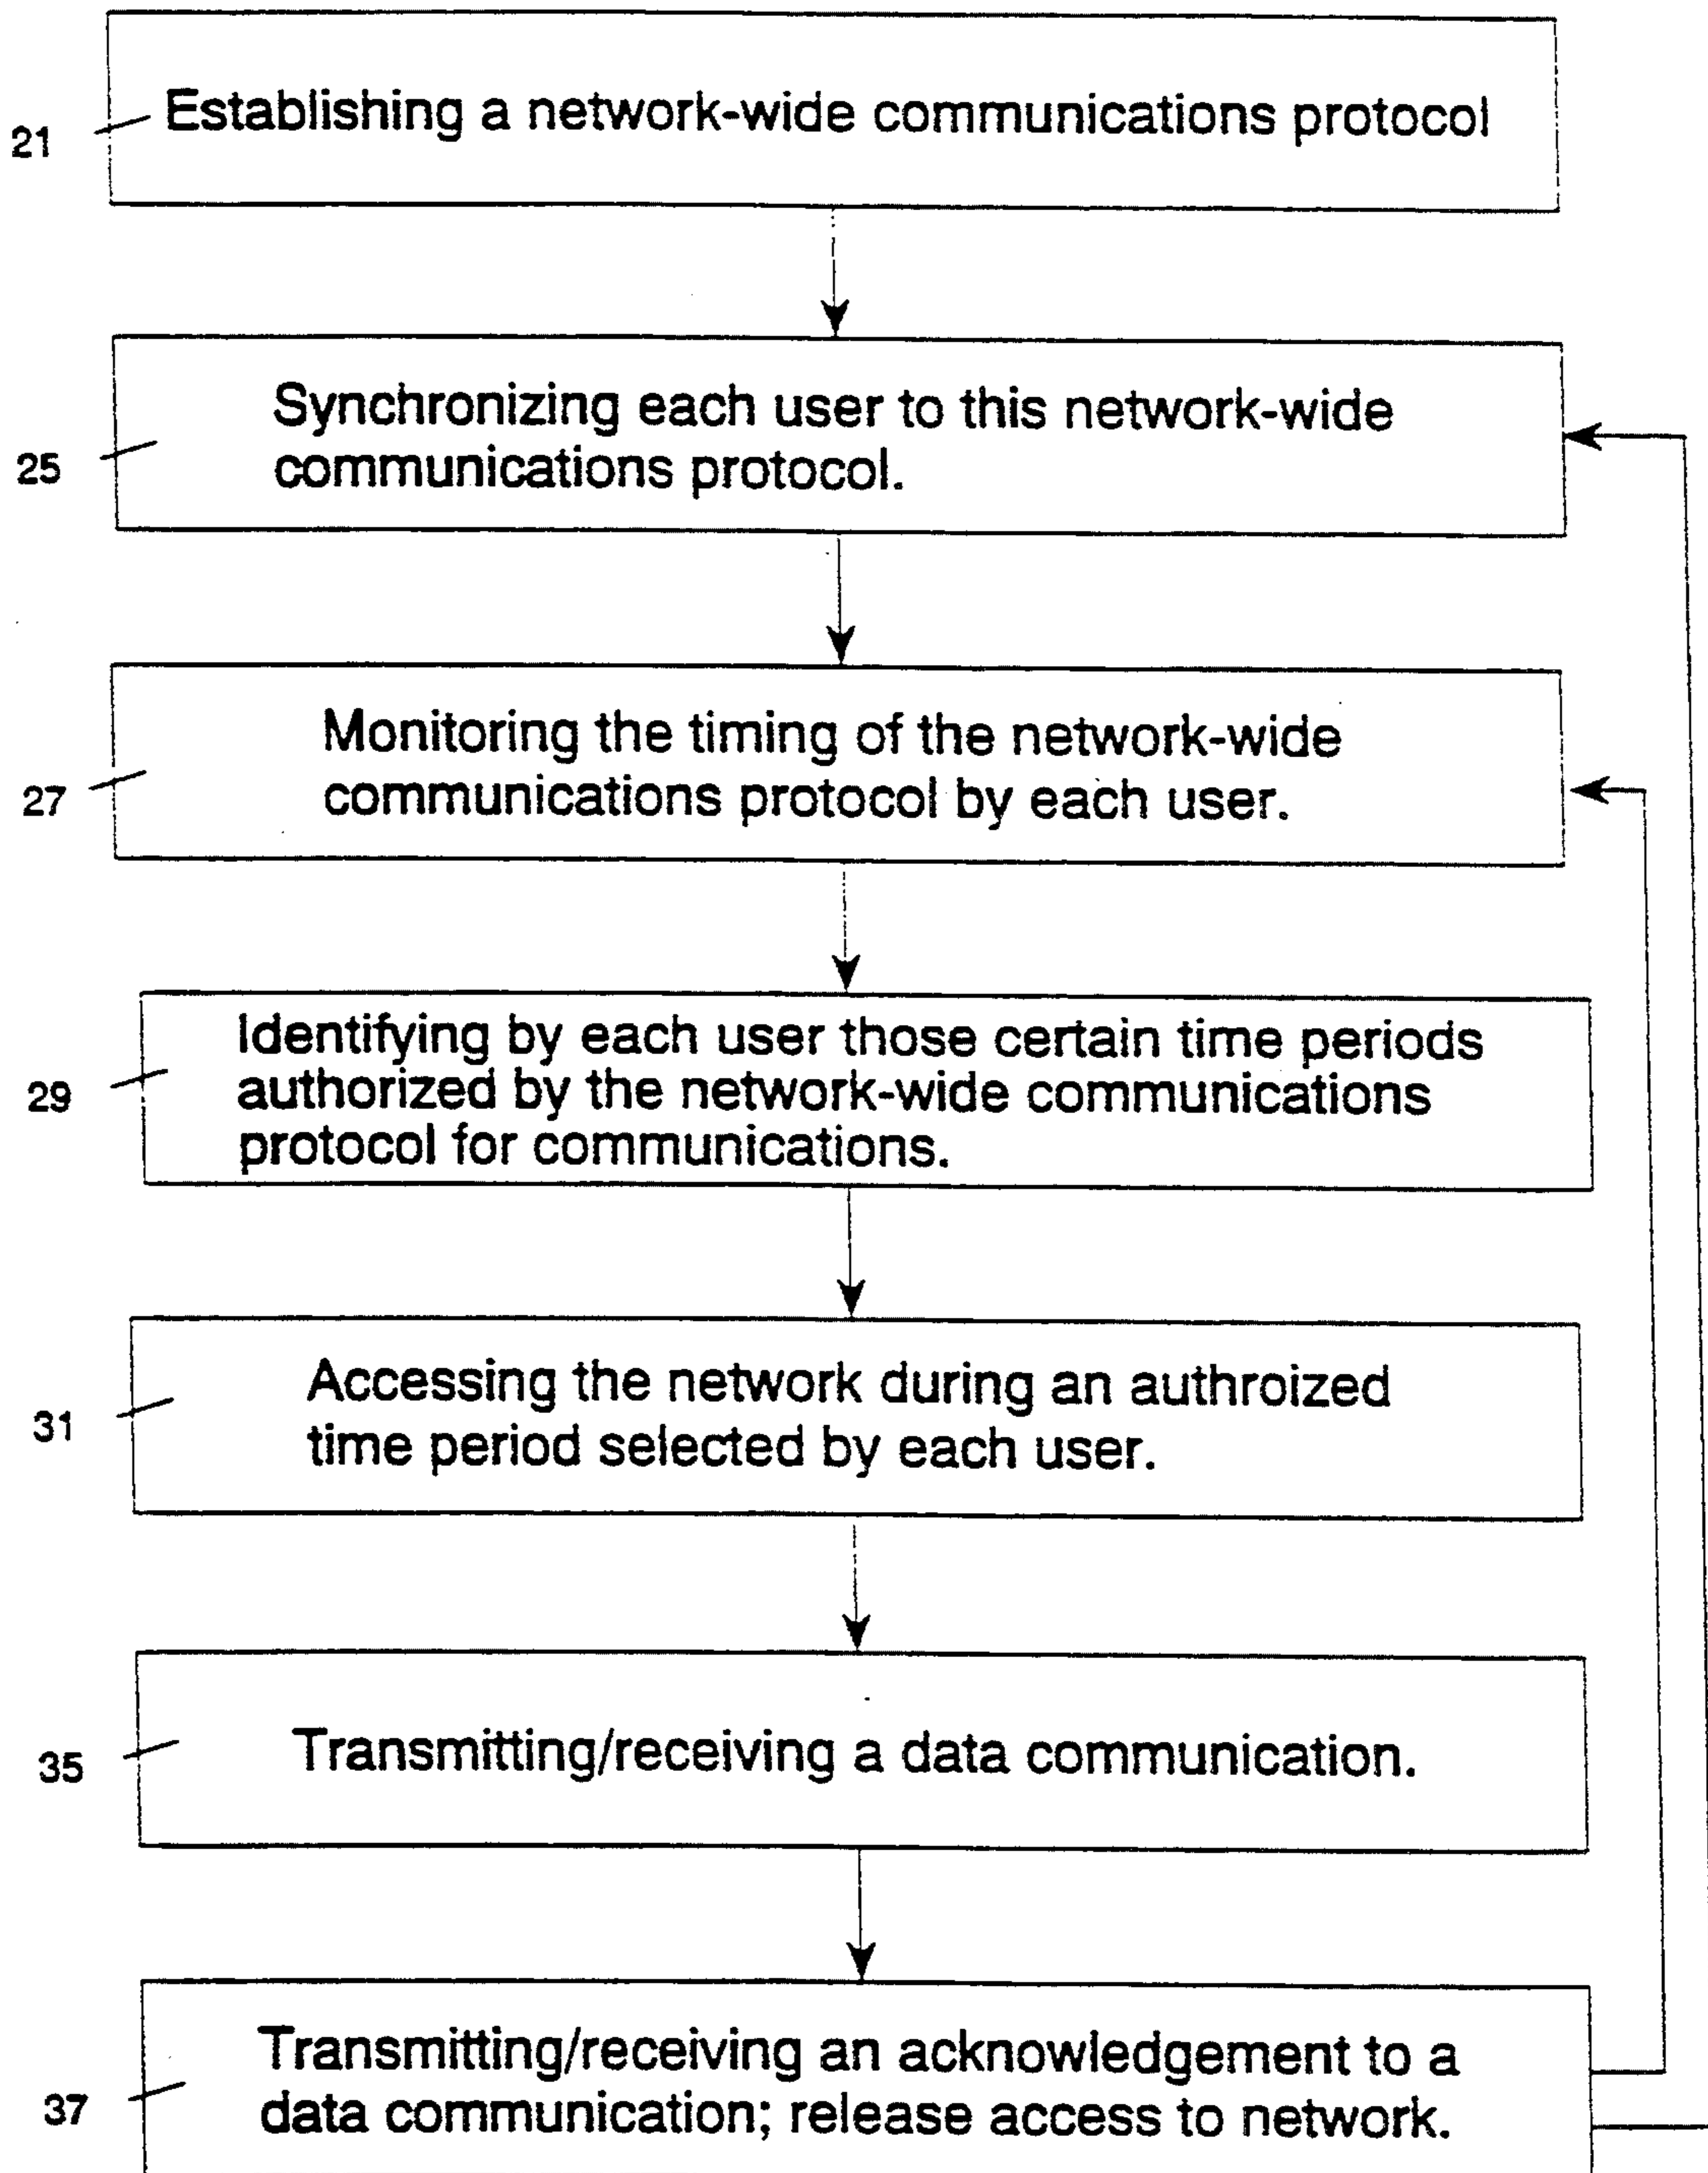 21
Establishing a network-wide communications protocol
25
Synchronizing each user to this network-wide
communications protocol.
27
Monitoring the timing of the network-wide
communications protocol by each user.
29
Identifying by each user those certain time periods
authorized by the network-wide communications
protocol for communications.
31
Accessing the network during an authroized
time period selected by each user.
35
Transmitting/receiving a data communication.
37
Transmitting/receiving an acknowledgement to a
data communication; release access to network.